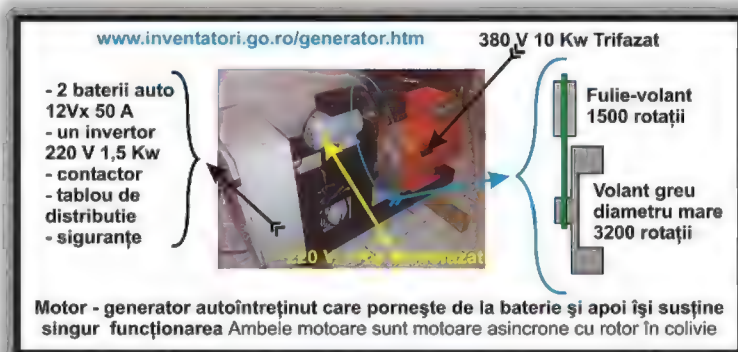 www.inventatori.go.ro/generator.htm
380 V 10 Kw Trifazat
- 2 baterii auto
12Vx 50 A
- un invertor
220 V 1,5 Kw
- contactor
- tablou de
distributie
- siguranțe
Fulie-volant
1500 rotații
Volant greu
diametru mare
3200 rotații
220 V
Motor - generator autoîntreținut care pornește de la baterie și apoi își susține
singur funcționarea Ambele motoare sunt motoare asincrone cu rotor în colivie